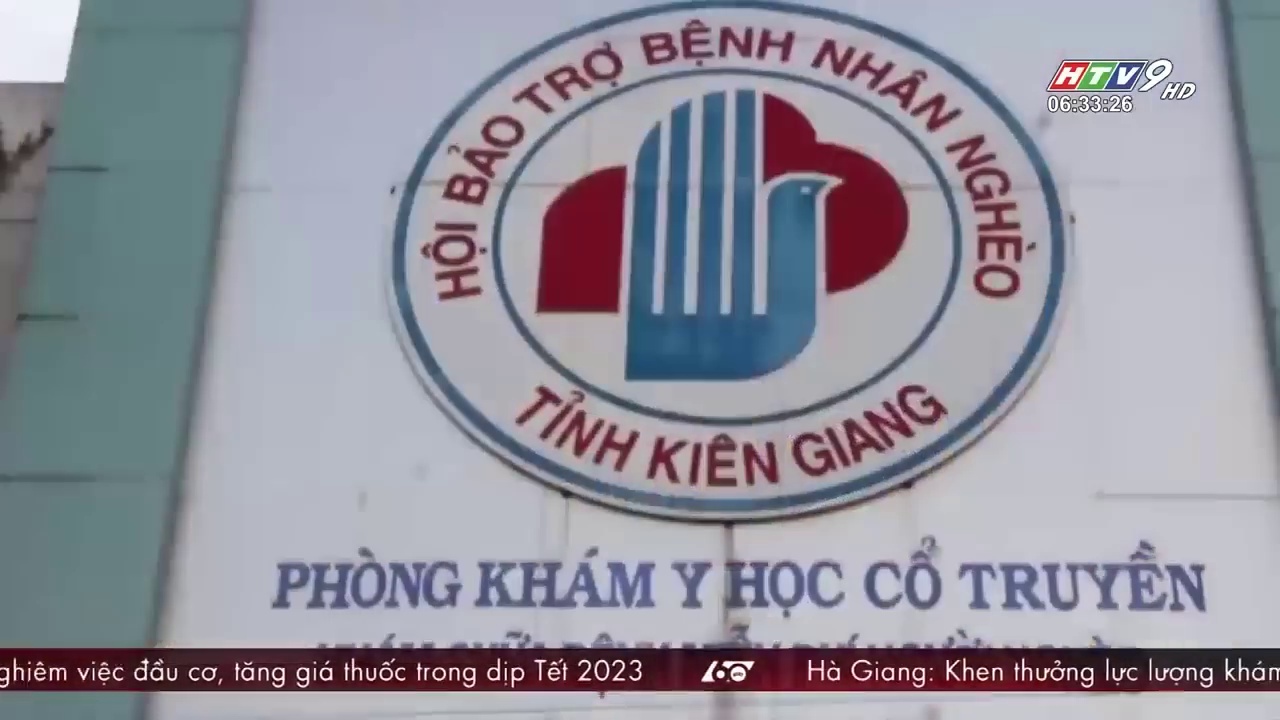 HTV9 HD
06:33:26
HỘI BẢO TRỢ BỆNH NHÂN NGHÈO
TỈNH KIÊN GIANG
PHÒNG KHÁM Y HỌC CỔ TRUYỀN
việc đầu cơ, tăng giá thuốc trong dịp Tết 2023
60
Hà Giang: Khen thưởng lực lượng khám